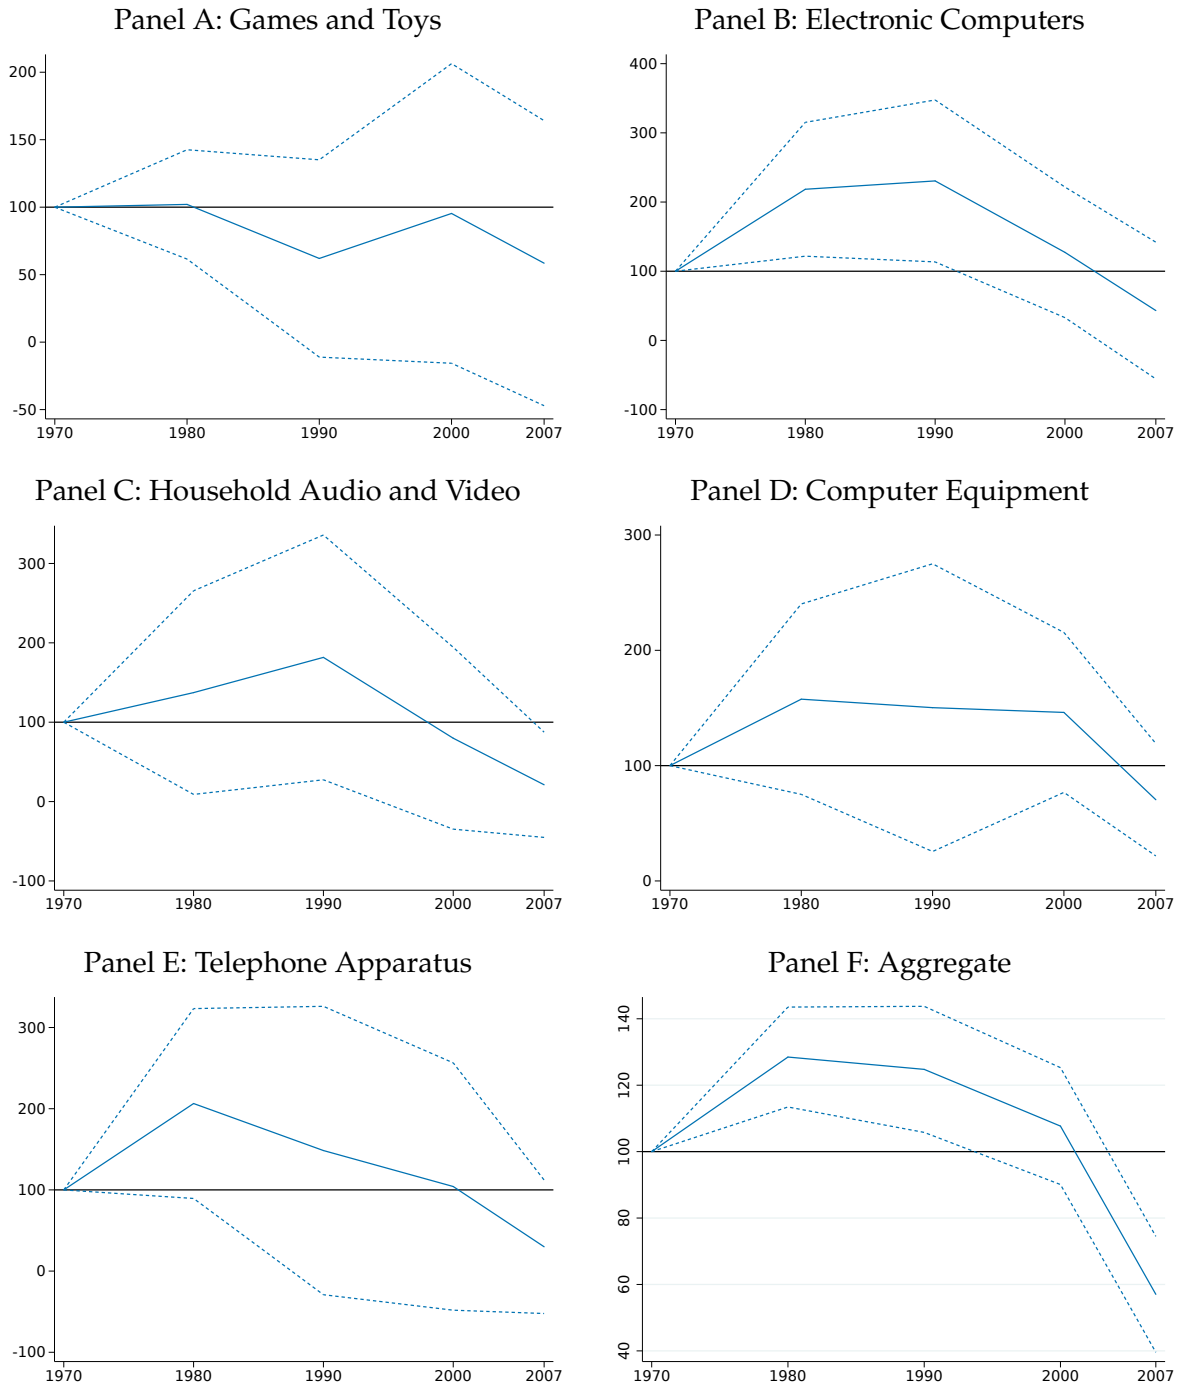 Panel A: Games and Toys
200
150
100
50
0
-50
1970 1980 1990 2000 2007
Panel B: Electronic Computers
400
300
200
100
0
-100
1970 1980 1990 2000 2007
Panel C: Household Audio and Video
300
200
100
0
-100
1970 1980 1990 2000 2007
Panel D: Computer Equipment
300
200
100
0
1970 1980 1990 2000 2007
Panel E: Telephone Apparatus
300
200
100
0
-100
1970 1980 1990 2000 2007
Panel F: Aggregate
140
120
100
80
60
40
1970 1980 1990 2000 2007